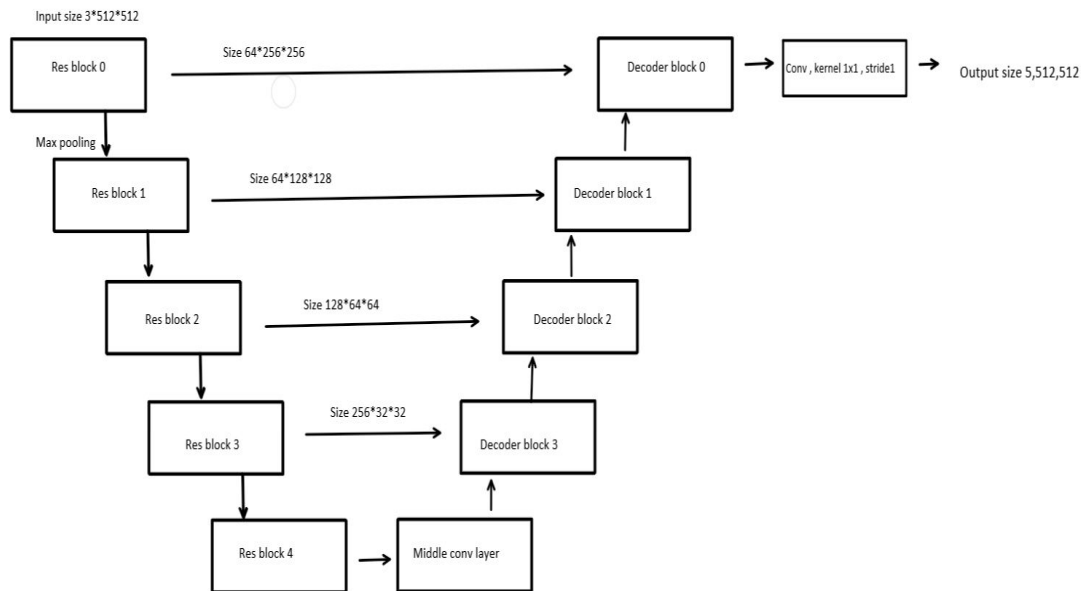 Input size 3*512*512
Res block 0
Size 64*256*256
Decoder block 0
Conv , kernel 1x1 , stride1
Output size 5,512,512
Max pooling
Res block 1
Size 64*128*128
Decoder block 1
Res block 2
Size 128*64*64
Decoder block 2
Res block 3
Size 256*32*32
Decoder block 3
Res block 4
Middle conv layer